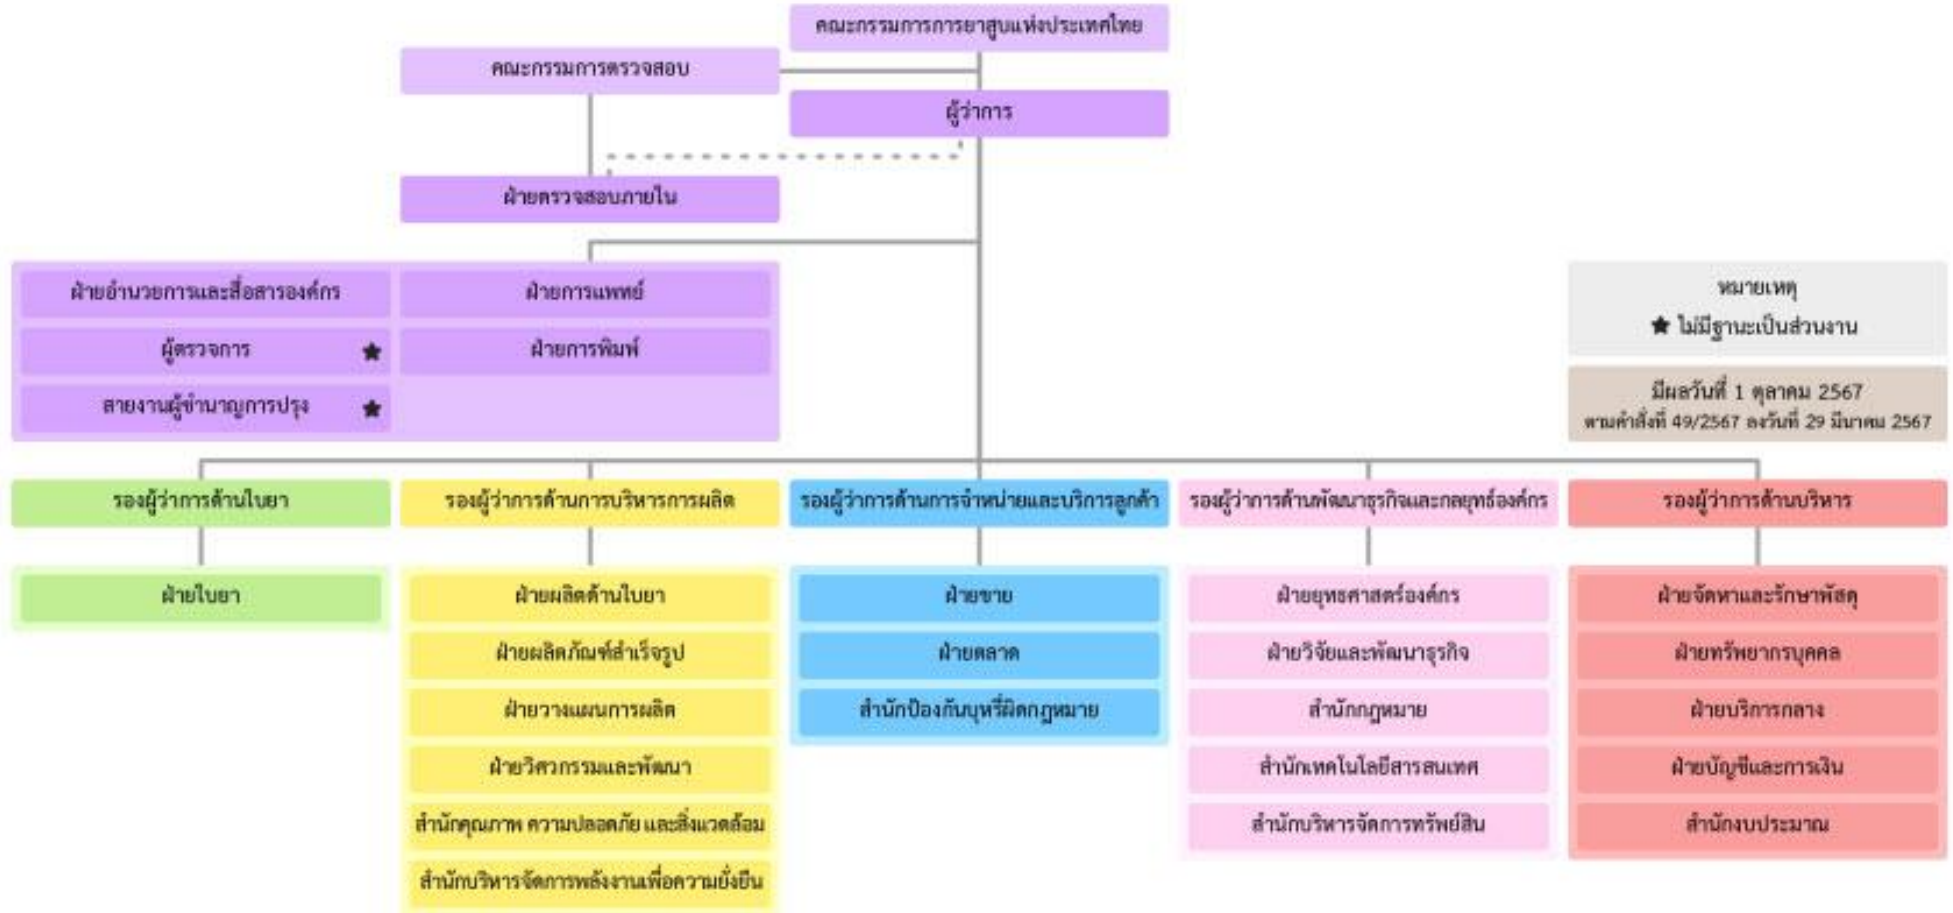 คณะกรรมการการยาสูบแห่งประเทศไทย
คณะกรรมการตรวจสอบ
ผู้ว่าการ
ฝ่ายตรวจสอบภายใน
ฝ่ายอำนวยการและสื่อสารองค์กร
ฝ่ายการแพทย์
ผู้ตรวจการ ★
ฝ่ายการพิมพ์
สายงานผู้ชำนาญการปรุง ★
หมายเหตุ
★ ไม่มีฐานะเป็นส่วนงาน
มีผลวันที่ 1 ตุลาคม 2567
ตามคำสั่งที่ 49/2567 ลงวันที่ 29 มีนาคม 2567
รองผู้ว่าการด้านใบยา
ฝ่ายใบยา
รองผู้ว่าการด้านการบริหารการผลิต
ฝ่ายผลิตด้านใบยา
ฝ่ายผลิตภัณฑ์สำเร็จรูป
ฝ่ายวางแผนการผลิต
ฝ่ายวิศวกรรมและพัฒนา
สำนักคุณภาพ ความปลอดภัย และสิ่งแวดล้อม
สำนักบริหารจัดการพลังงานเพื่อความยั่งยืน
รองผู้ว่าการด้านการจำหน่ายและบริการลูกค้า
ฝ่ายขาย
ฝ่ายตลาด
สำนักป้องกันบุหรี่ผิดกฎหมาย
รองผู้ว่าการด้านพัฒนาธุรกิจและกลยุทธ์องค์กร
ฝ่ายยุทธศาสตร์องค์กร
ฝ่ายวิจัยและพัฒนาธุรกิจ
สำนักกฎหมาย
สำนักเทคโนโลยีสารสนเทศ
สำนักบริหารจัดการทรัพย์สิน
รองผู้ว่าการด้านบริหาร
ฝ่ายจัดหาและรักษาพัสดุ
ฝ่ายทรัพยากรบุคคล
ฝ่ายบริการกลาง
ฝ่ายบัญชีและการเงิน
สำนักงบประมาณ